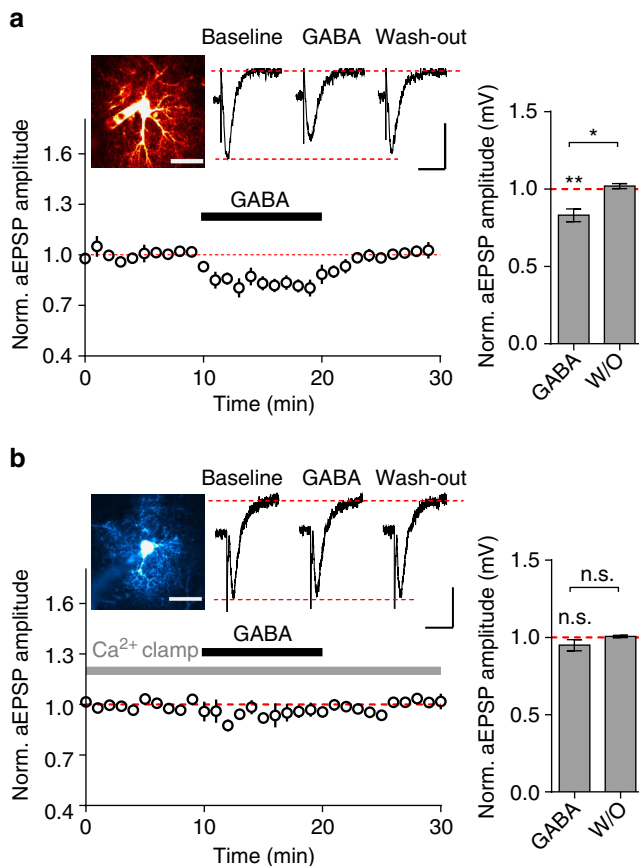 a
Baseline GABA Wash-out
Norm. aEPSP amplitude
1.6
1.3
1.0
0.7
0.4
GABA
0 10 20 30
Time (min)
Norm. aEPSP amplitude (mV)
1.5
1.0
0.5
0.0
*
**
GABA W/O
b
Baseline GABA Wash-out
Norm. aEPSP amplitude
1.6
1.3
1.0
0.7
0.4
GABA
Ca²⁺ clamp
0 10 20 30
Time (min)
Norm. aEPSP amplitude (mV)
1.5
1.0
0.5
0.0
n.s.
n.s.
GABA W/O